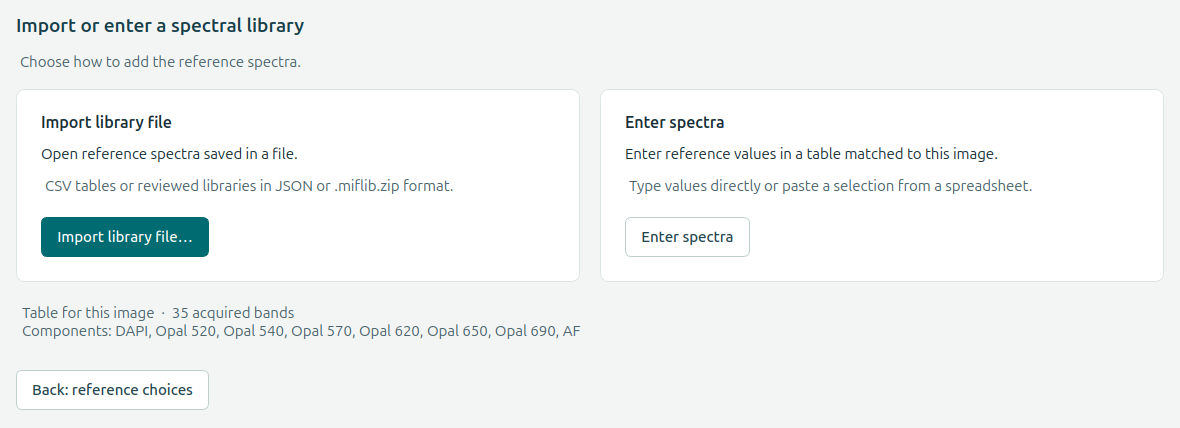 Import or enter a spectral library
Choose how to add the reference spectra.
Import library file
Open reference spectra saved in a file.
CSV tables or reviewed libraries in JSON or .miflib.zip format.
Import library file…
Enter spectra
Enter reference values in a table matched to this image.
Type values directly or paste a selection from a spreadsheet.
Enter spectra
Table for this image · 35 acquired bands
Components: DAPI, Opal 520, Opal 540, Opal 570, Opal 620, Opal 650, Opal 690, AF
Back: reference choices